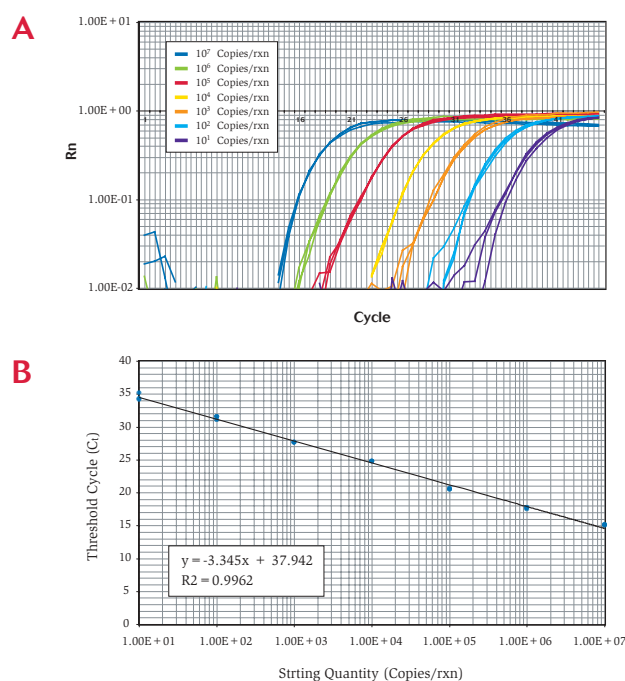 A
1.00E + 01
1.00E + 00
1.00E - 01
1.00E - 02
Rn
10⁷ Copies/rxn
10⁶ Copies/rxn
10⁵ Copies/rxn
10⁴ Copies/rxn
10³ Copies/rxn
10² Copies/rxn
10¹ Copies/rxn
1 16 21 26 31 36 41
Cycle
B
40
35
30
25
20
15
10
5
0
Threshold Cycle (Cₜ)
y = -3.345x + 37.942
R2 = 0.9962
1.00E + 01 1.00E + 02 1.00E + 03 1.00E + 04 1.00E + 05 1.00E + 06 1.00E + 07
Strting Quantity (Copies/rxn)